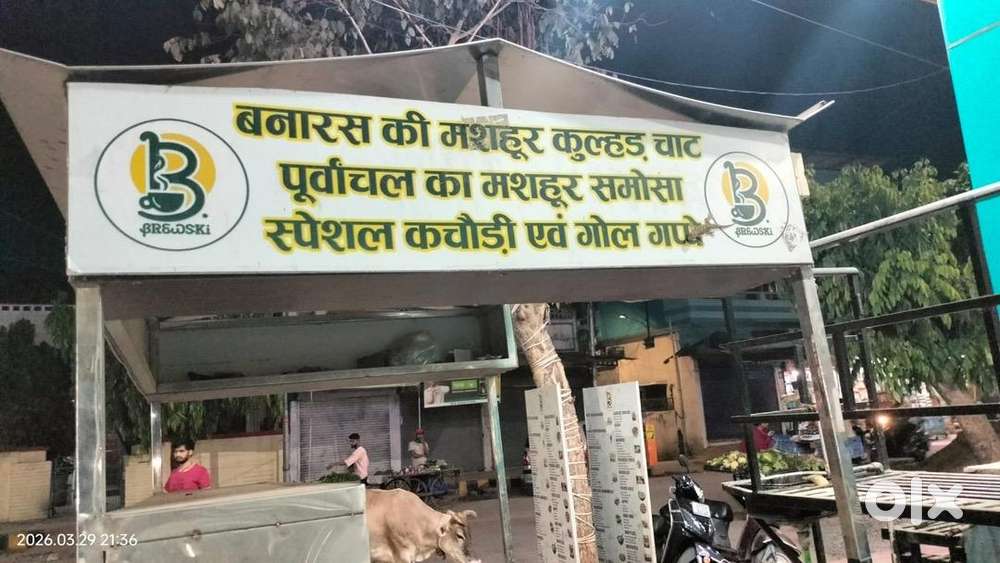 बनारस की मशहूर कुल्हड़ चाट
पूर्वांचल का मशहूर समोसा
स्पेशल कचौड़ी एवं गोल गप्पे
BREWSKi
BREWSKi
olx
2026.03.29 21:36